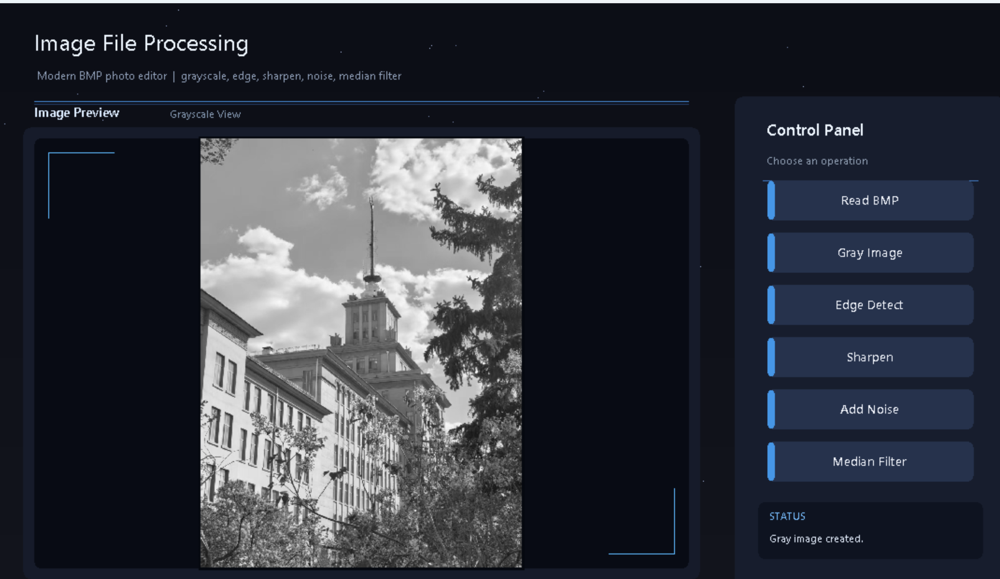 Image File Processing
Modern BMP photo editor | grayscale, edge, sharpen, noise, median filter
Image Preview
Grayscale View
Control Panel
Choose an operation
Read BMP
Gray Image
Edge Detect
Sharpen
Add Noise
Median Filter
STATUS
Gray image created.